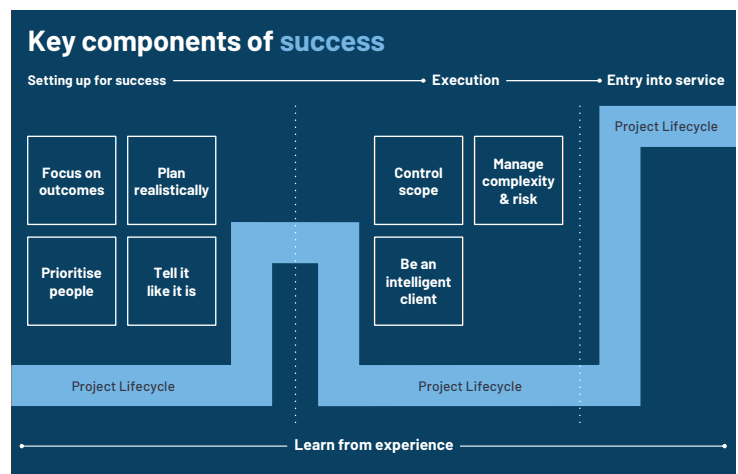 Key components of success
Setting up for success
Execution
Entry into service
Project Lifecycle
Focus on
outcomes
Plan
realistically
Control
scope
Manage
complexity
& risk
Prioritise
people
Tell it
like it is
Be an
intelligent
client
Project Lifecycle
Project Lifecycle
Learn from experience